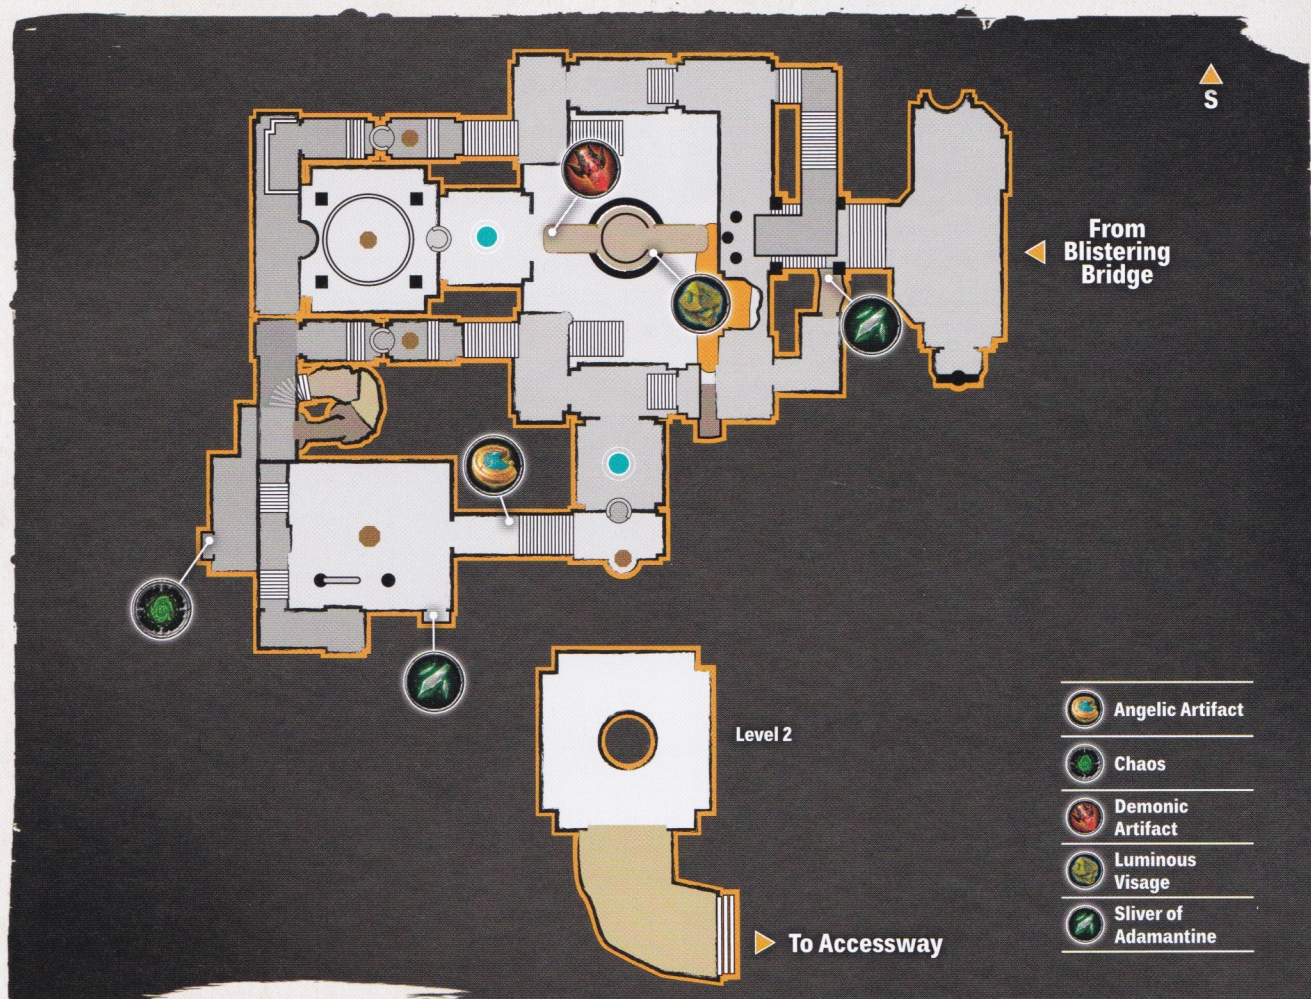 S
From
Blistering
Bridge
Level 2
To Accessway
Angelic Artifact
Chaos
Demonic
Artifact
Luminous
Visage
Sliver of
Adamantine